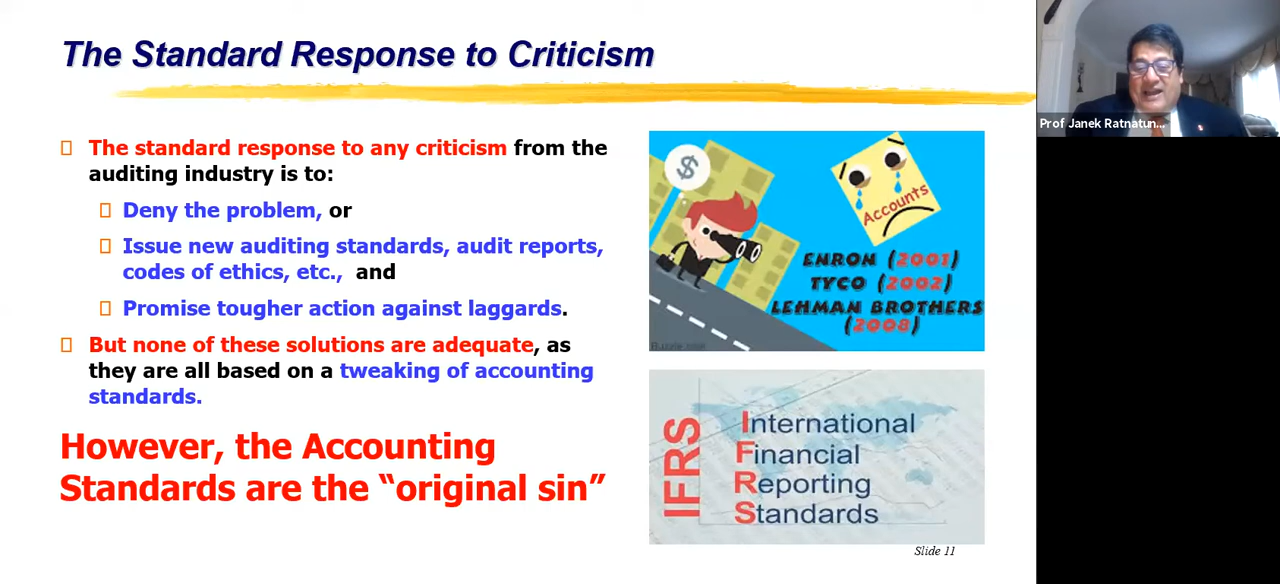 The Standard Response to Criticism
The standard response to any criticism from the
auditing industry is to:
Deny the problem, or
Issue new auditing standards, audit reports,
codes of ethics, etc., and
Promise tougher action against laggards.
But none of these solutions are adequate, as
they are all based on a tweaking of accounting
standards.
However, the Accounting
Standards are the “original sin”
$
Accounts
ENRON (2001)
TYCO (2002)
LEHMAN BROTHERS
(2008)
IFRS
International
Financial
Reporting
Standards
Slide 11
Prof Janek Ratnatun...